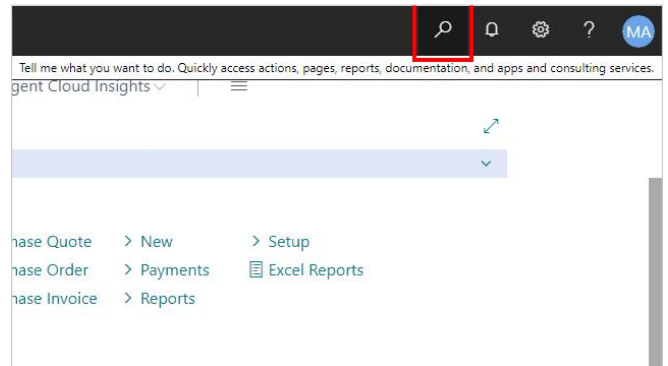 ? MA
Tell me what you want to do. Quickly access actions, pages, reports, documentation, and apps and consulting services.
gent Cloud Insights
hase Quote > New > Setup
hase Order > Payments Excel Reports
hase Invoice > Reports